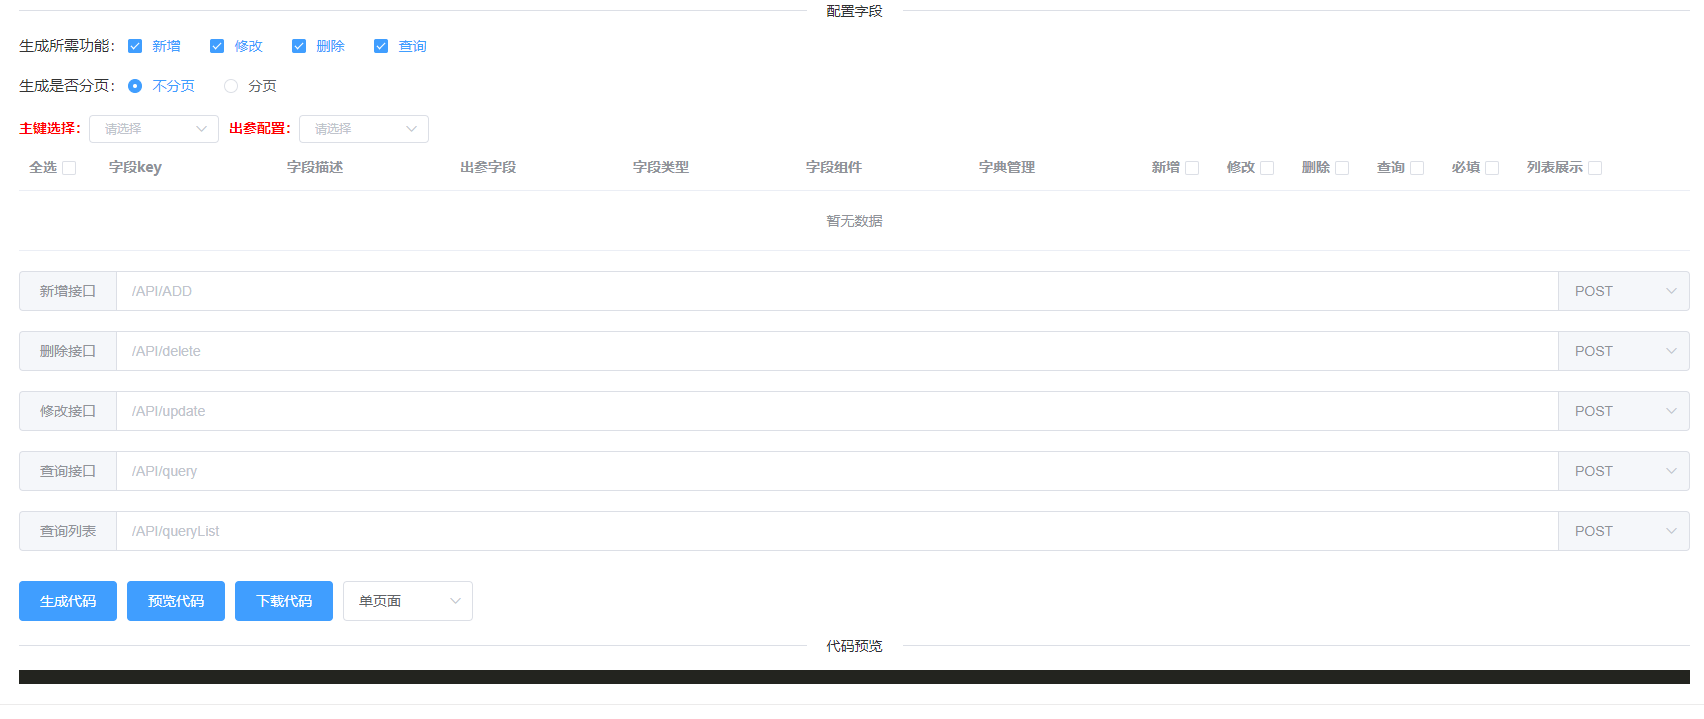 配置字段
生成所需功能： 新增 修改 删除 查询
生成是否分页： 不分页 分页
主键选择： 请选择 出参配置： 请选择
全选 字段key 字段描述 出参字段 字段类型 字段组件 字典管理 新增 修改 删除 查询 必填 列表展示
暂无数据
新增接口 /API/ADD POST
删除接口 /API/delete POST
修改接口 /API/update POST
查询接口 /API/query POST
查询列表 /API/queryList POST
生成代码 预览代码 下载代码 单页面
代码预览